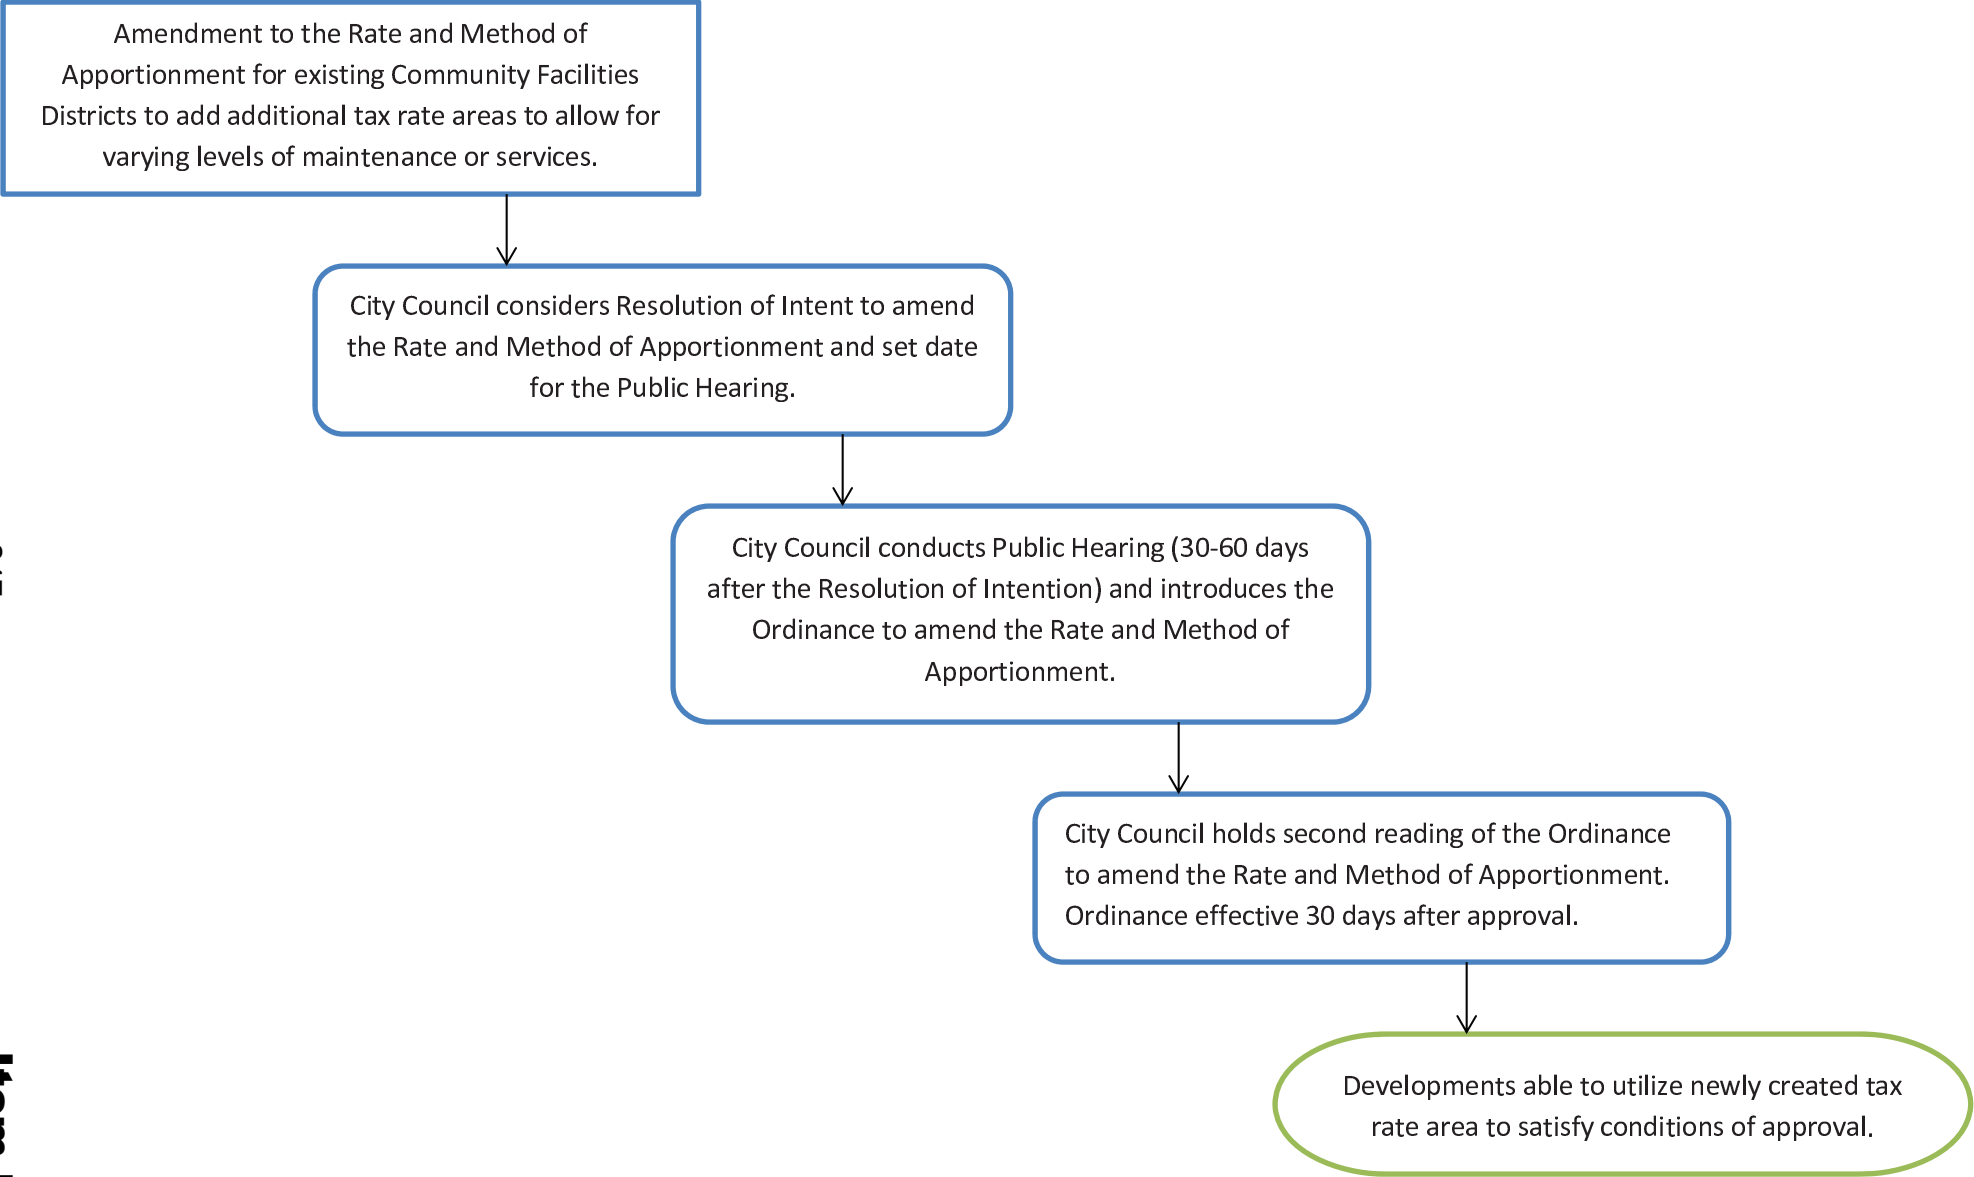 Amendment to the Rate and Method of
Apportionment for existing Community Facilities
Districts to add additional tax rate areas to allow for
varying levels of maintenance or services.
City Council considers Resolution of Intent to amend
the Rate and Method of Apportionment and set date
for the Public Hearing.
City Council conducts Public Hearing (30-60 days
after the Resolution of Intention) and introduces the
Ordinance to amend the Rate and Method of
Apportionment.
City Council holds second reading of the Ordinance
to amend the Rate and Method of Apportionment.
Ordinance effective 30 days after approval.
Developments able to utilize newly created tax
rate area to satisfy conditions of approval.